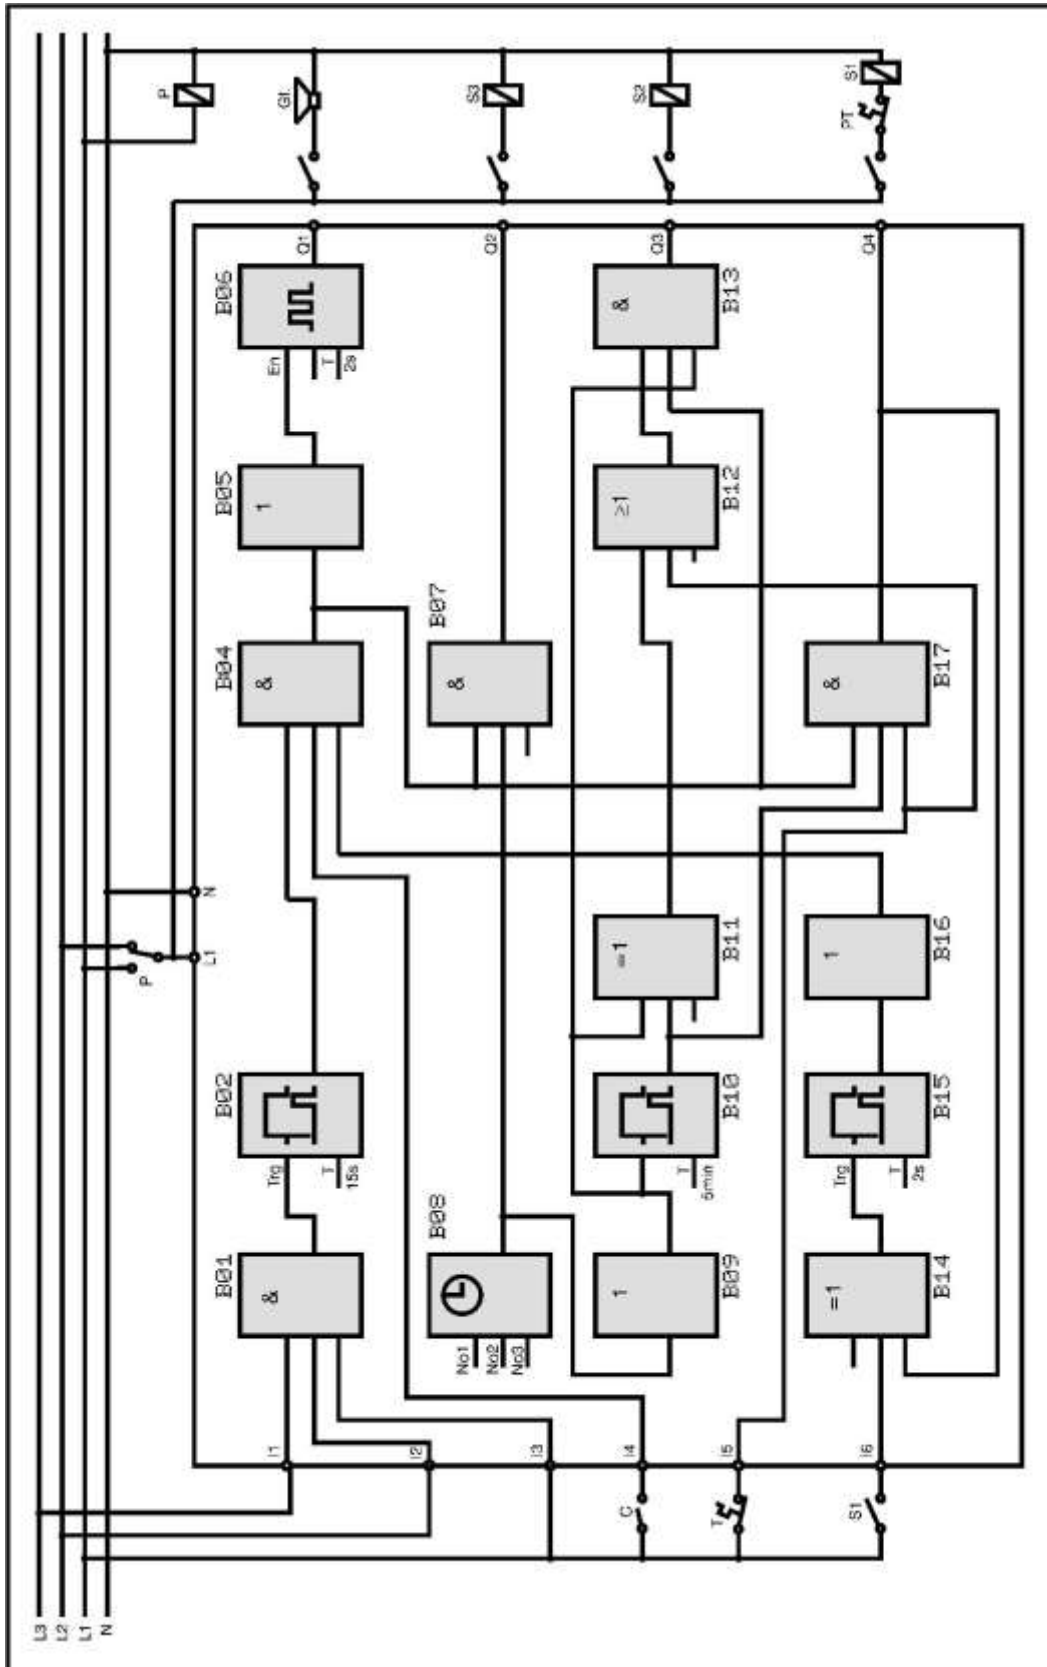 L3
L2
L1
N
P
L1
N
P
Gf.
S3
S2
PT
S1
Q1
Q2
Q3
Q4
I1
I2
I3
I4
I5
I6
C
T
S1
B01
&
B02
Trg
T
15s
B04
&
B05
1
B06
En
T
2s
B08
No1
No2
No3
B07
&
1
B09
T
5min
B10
=1
B11
≥1
B12
&
B13
=1
B14
Trg
T
2s
B15
1
B16
&
B17